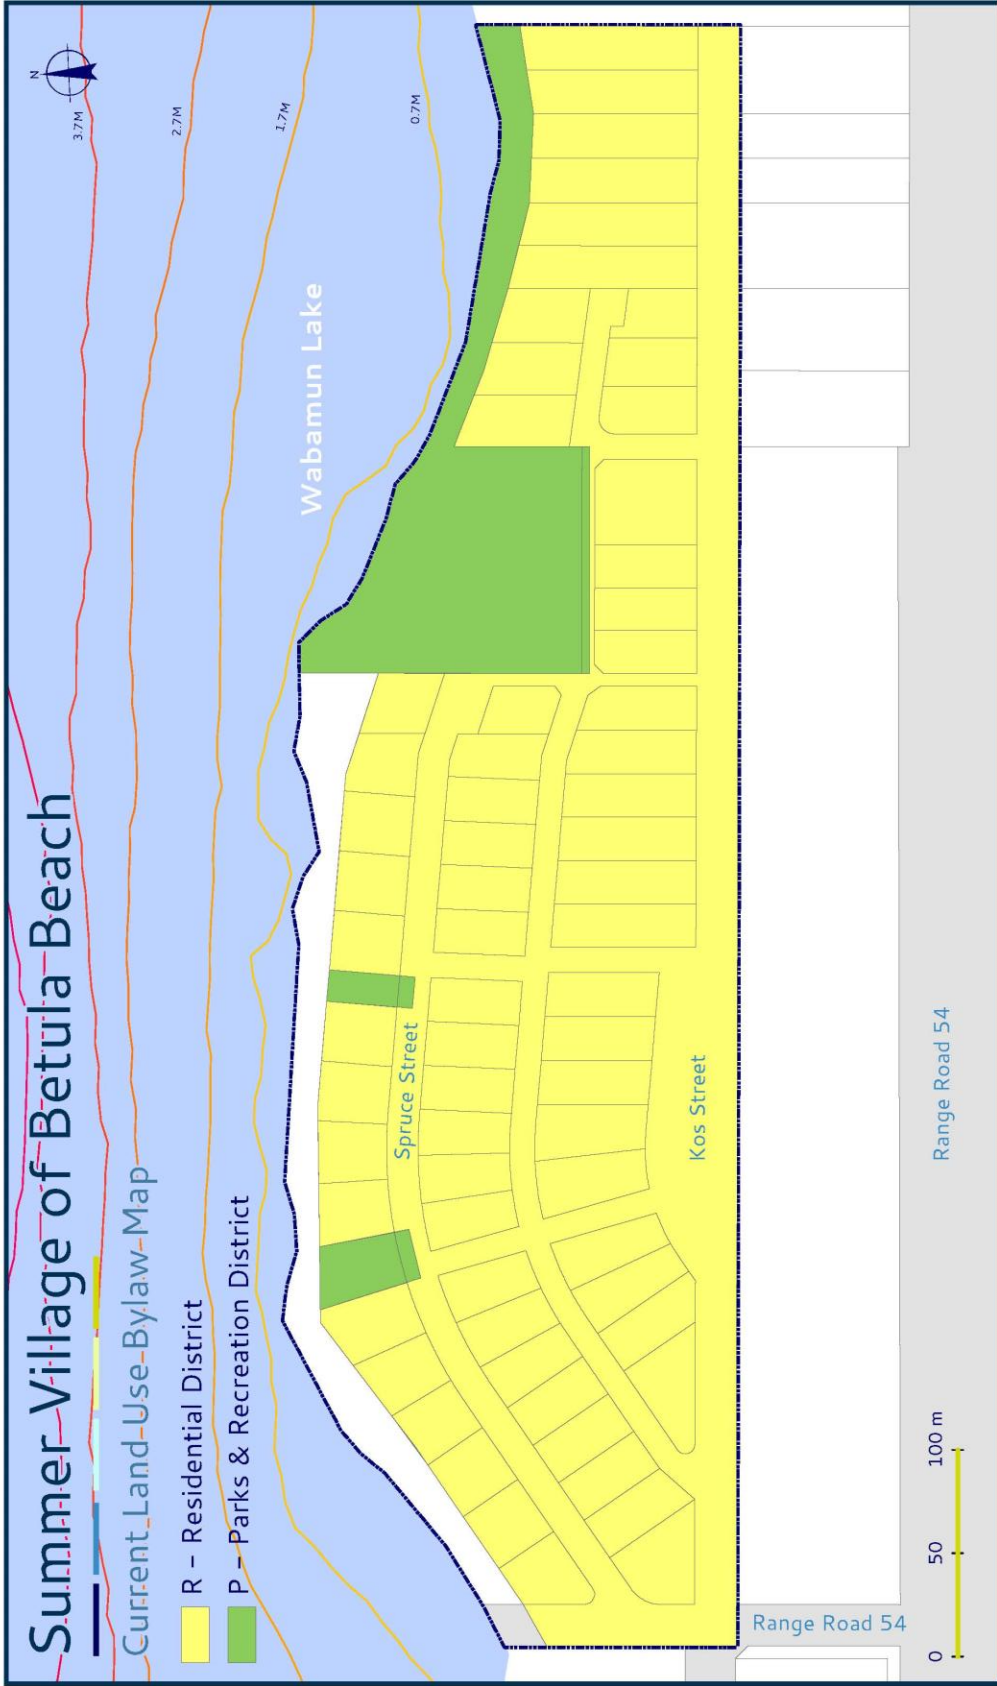 Summer Village of Betula Beach
Current Land Use Bylaw Map
R – Residential District
P – Parks & Recreation District
N
3.7M
2.7M
1.7M
0.7M
Wabamun Lake
Spruce Street
Kos Street
Range Road 54
Range Road 54
0
50
100 m